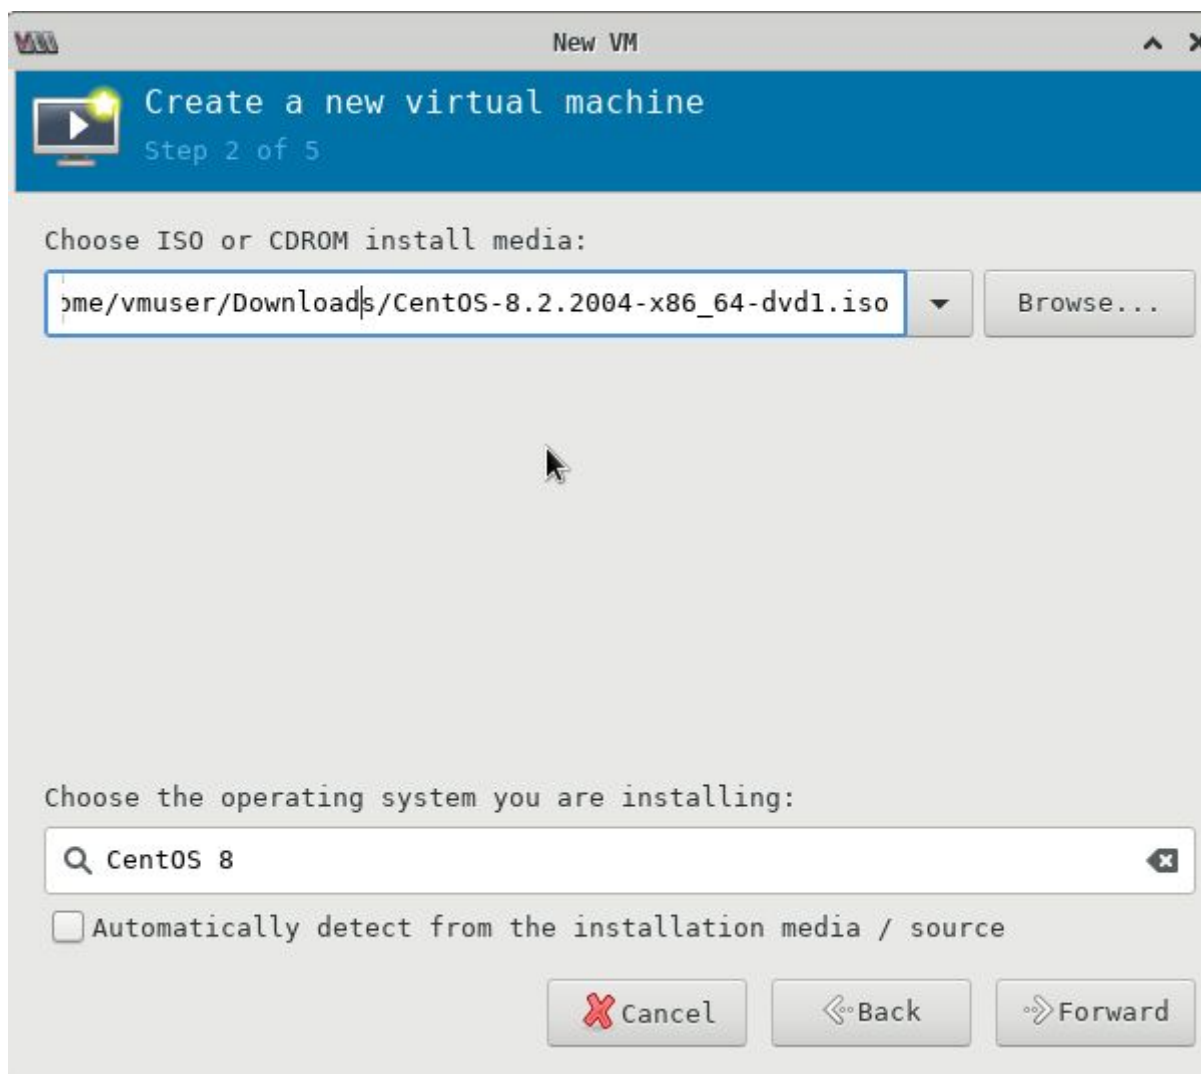 New VM
Create a new virtual machine
Step 2 of 5
Choose ISO or CDROM install media:
ome/vmuser/Downloads/CentOS-8.2.2004-x86_64-dvd1.iso
Browse...
Choose the operating system you are installing:
CentOS 8
Automatically detect from the installation media / source
Cancel
Back
Forward